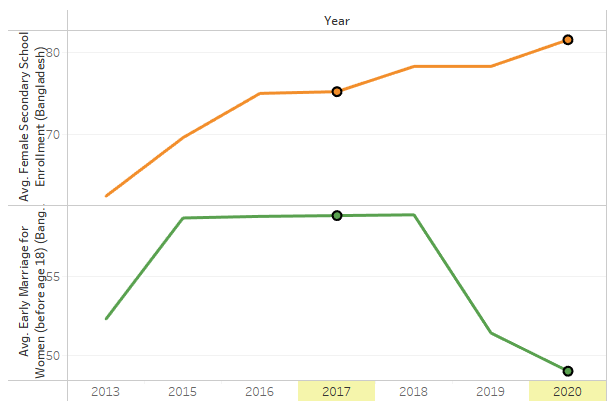 Year
Avg. Female Secondary School
Enrollment (Bangladesh)
80
70
Avg. Early Marriage for
Women (before age 18) (Bang.
55
50
2013 2015 2016 2017 2018 2019 2020